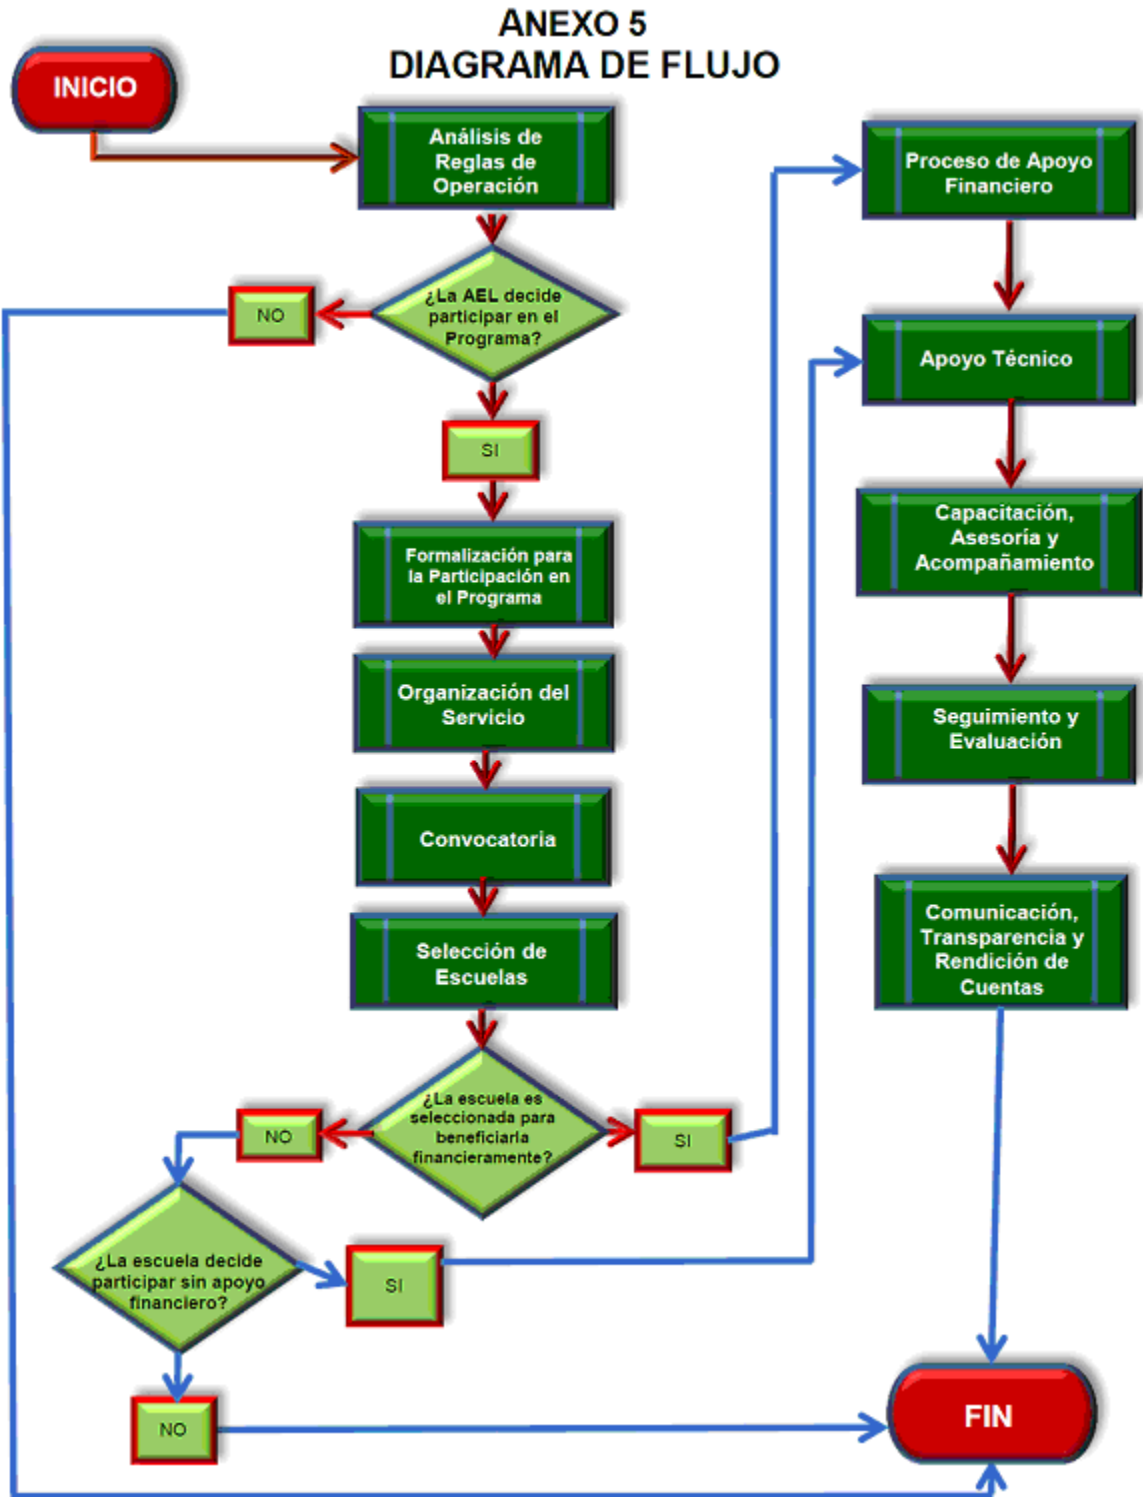 ANEXO 5
DIAGRAMA DE FLUJO
INICIO
Análisis de
Reglas de
Operación
¿La AEL decide
participar en el
Programa?
NO
SI
Formalización para
la Participación en
el Programa
Organización del
Servicio
Convocatoria
Selección de
Escuelas
¿La escuela es
seleccionada para
beneficiarla
financieramente?
NO
SI
¿La escuela decide
participar sin apoyo
financiero?
SI
NO
Proceso de Apoyo
Financiero
Apoyo Técnico
Capacitación,
Asesoría y
Acompañamiento
Seguimiento y
Evaluación
Comunicación,
Transparencia y
Rendición de
Cuentas
FIN